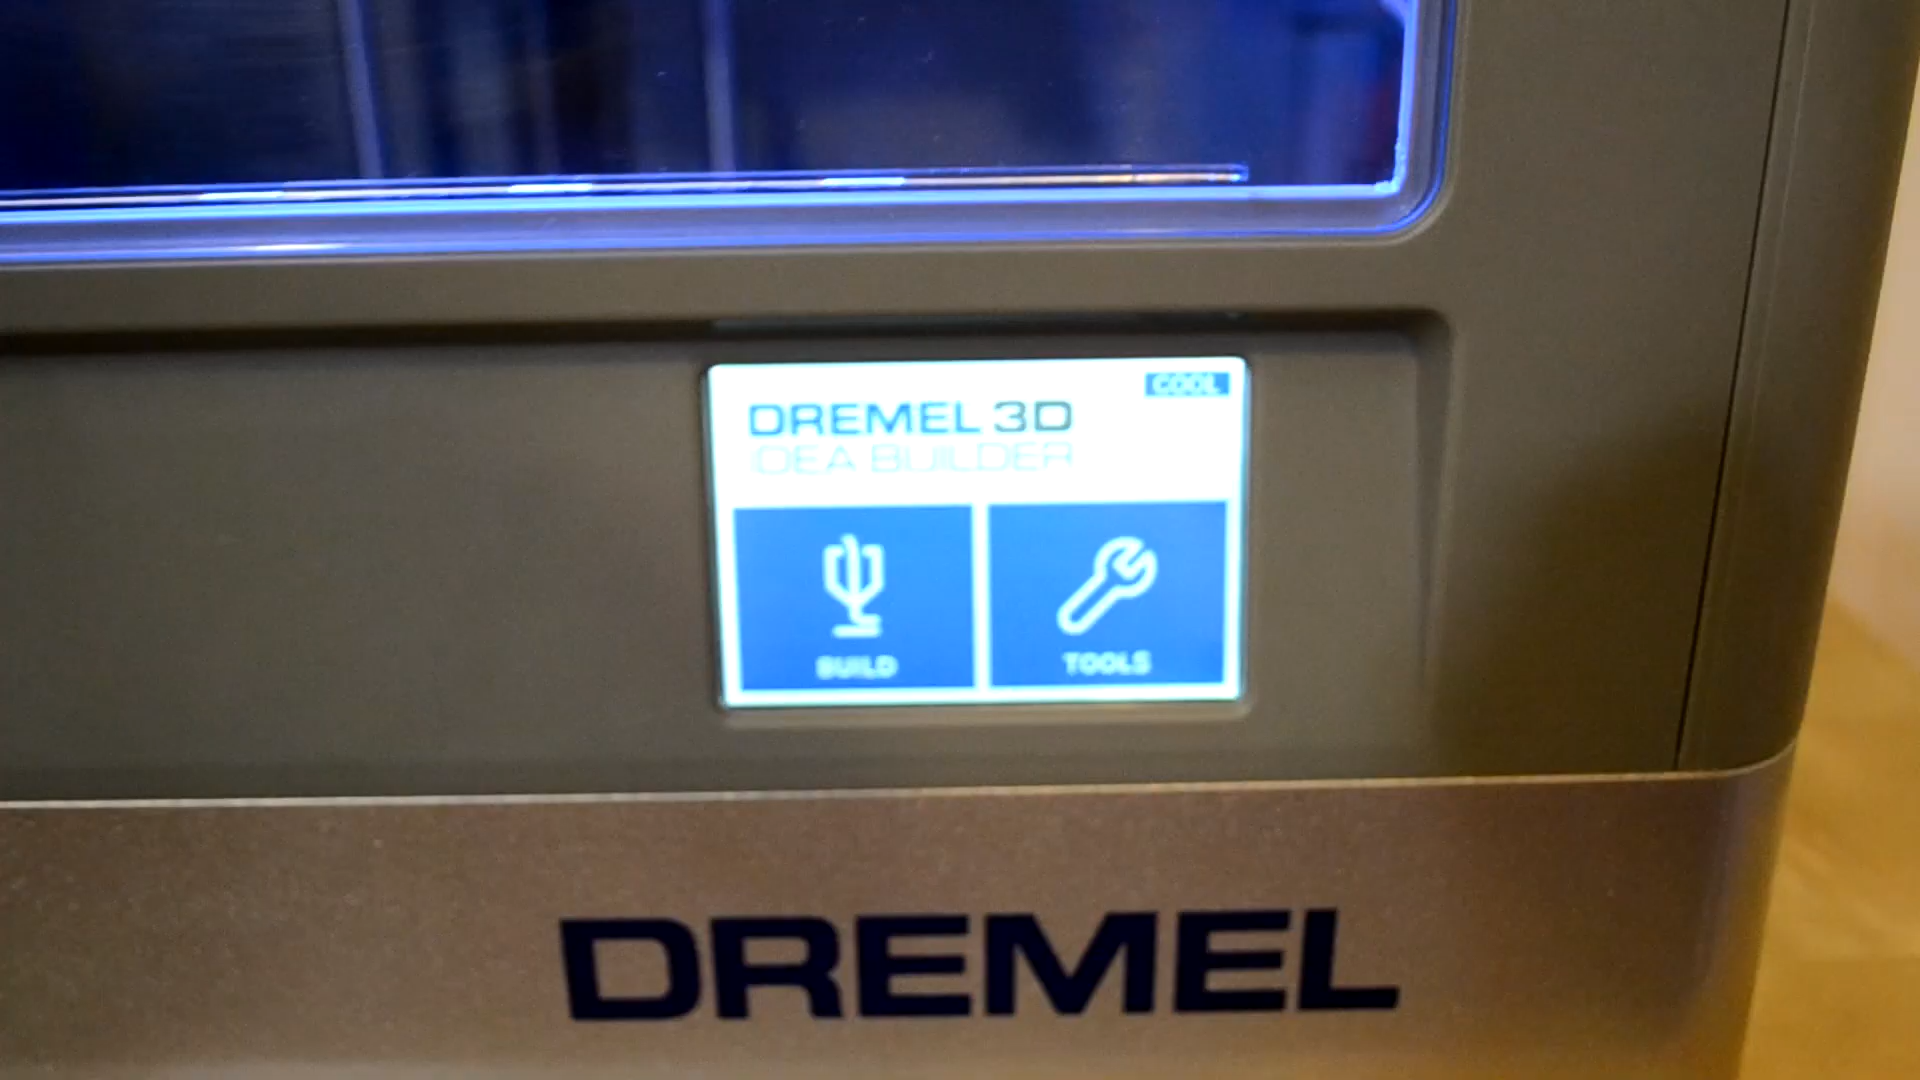 COOL
DREMEL 3D
IDEA BUILDER
BUILD
TOOLS
DREMEL